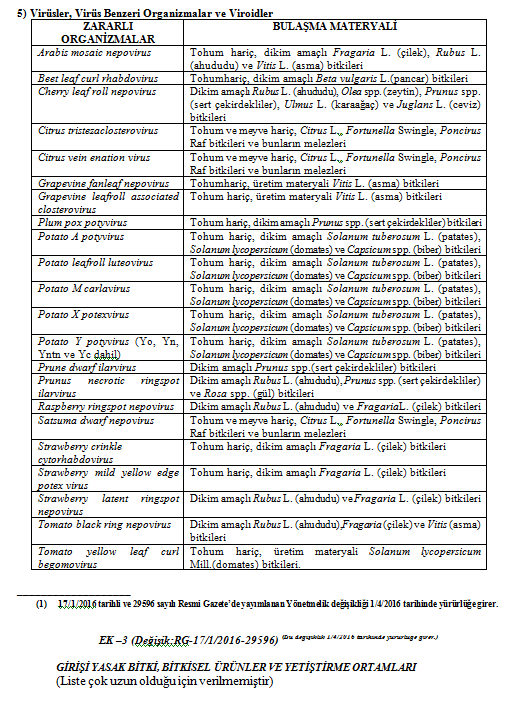 5) Virüsler, Virüs Benzeri Organizmalar ve Viroidler
ZARARLI
ORGANİZMALAR
BULAŞMA MATERYALİ
Arabis mosaic nepovirus
Tohum hariç, dikim amaçlı Fragaria L. (çilek), Rubus L.
(ahududu) ve Vitis L. (asma) bitkileri
Beet leaf curl rhabdovirus
Tohumhariç, dikim amaçlı Beta vulgaris L.(pancar) bitkileri
Cherry leaf roll nepovirus
Dikim amaçlı Rubus L. (ahududu), Olea spp. (zeytin), Prunus spp.
(sert çekirdekliler), Ulmus L. (karaağaç) ve Juglans L. (ceviz)
bitkileri
Citrus tristezaclosterovirus
Tohum ve meyve hariç, Citrus L., Fortunella Swingle, Poncirus
Raf bitkileri ve bunların melezleri
Citrus vein enation virus
Tohum ve meyve hariç, Citrus L., Fortunella Swingle, Poncirus
Raf bitkileri ve bunların melezleri
Grapevine fanleaf nepovirus
Tohumhariç, üretim materyali Vitis L. (asma) bitkileri
Grapevine leafroll associated
closterovirus
Tohum hariç, üretim materyali Vitis L. (asma) bitkileri
Plum pox potyvirus
Tohum hariç, dikim amaçlı Prunus spp. (sert çekirdekliler) bitkileri
Potato A potyvirus
Tohum hariç, dikim amaçlı Solanum tuberosum L. (patates),
Solanum lycopersicum (domates) ve Capsicum spp. (biber) bitkileri
Potato leafroll luteovirus
Tohum hariç, dikim amaçlı Solanum tuberosum L. (patates),
Solanum lycopersicum (domates) ve Capsicum spp. (biber) bitkileri
Potato M carlavirus
Tohum hariç, dikim amaçlı Solanum tuberosum L. (patates),
Solanum lycopersicum (domates) ve Capsicum spp. (biber) bitkileri
Potato X potexvirus
Tohum hariç, dikim amaçlı Solanum tuberosum L. (patates),
Solanum lycopersicum (domates) ve Capsicum spp. (biber) bitkileri
Potato Y potyvirus (Yo, Yn,
Yntn ve Yc dahil)
Tohum hariç, dikim amaçlı Solanum tuberosum L. (patates),
Solanum lycopersicum (domates) ve Capsicum spp. (biber) bitkileri
Prune dwarf ilarvirus
Dikim amaçlı Prunus spp.(sert çekirdekliler) bitkileri
Prunus necrotic ringspot
ilarvirus
Dikim amaçlı Rubus L. (ahududu), Prunus spp. (sert çekirdekliler)
ve Rosa spp. (gül) bitkileri
Raspberry ringspot nepovirus
Dikim amaçlı Rubus L. (ahududu) ve FragariaL. (çilek) bitkileri
Satsuma dwarf nepovirus
Tohum ve meyve hariç, Citrus L., Fortunella Swingle, Poncirus
Raf bitkileri ve bunların melezleri
Strawberry crinkle
cytorhabdovirus
Tohum hariç, dikim amaçlı Fragaria L. (çilek) bitkileri
Strawberry mild yellow edge
potex virus
Tohum hariç, dikim amaçlı Fragaria L. (çilek) bitkileri
Strawberry latent ringspot
nepovirus
Dikim amaçlı Rubus L. (ahududu) ve Fragaria L. (çilek) bitkileri
Tomato black ring nepovirus
Dikim amaçlı Rubus L. (ahududu),Fragaria (çilek) ve Vitis (asma)
bitkileri
Tomato yellow leaf curl
begomovirus
Tohum hariç, üretim materyali Solanum lycopersicum
Mill.(domates) bitkileri.
(1) 17/1/2016 tarihli ve 29596 sayılı Resmi Gazete'de yayımlanan Yönetmelik değişikliği 1/4/2016 tarihinde yürürlüğe girer.
EK –3 (Değişik:RG-17/1/2016-29596) (Bu değişiklik 1/4/2016 tarihinde yürürlüğe girer.)
GİRİŞİ YASAK BİTKİ, BİTKİSEL ÜRÜNLER VE YETİŞTİRME ORTAMLARI
(Liste çok uzun olduğu için verilmemiştir)